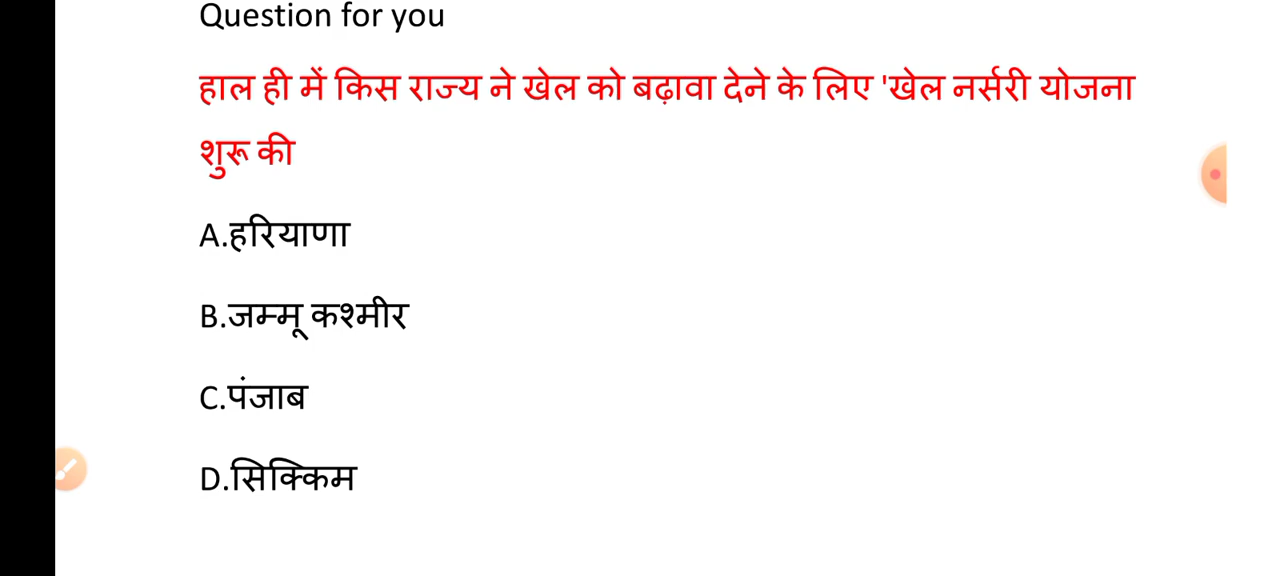 Question for you
हाल ही में किस राज्य ने खेल को बढ़ावा देने के लिए 'खेल नर्सरी योजना
शुरू की
A.हरियाणा
B.जम्मू कश्मीर
C.पंजाब
D.सिक्किम